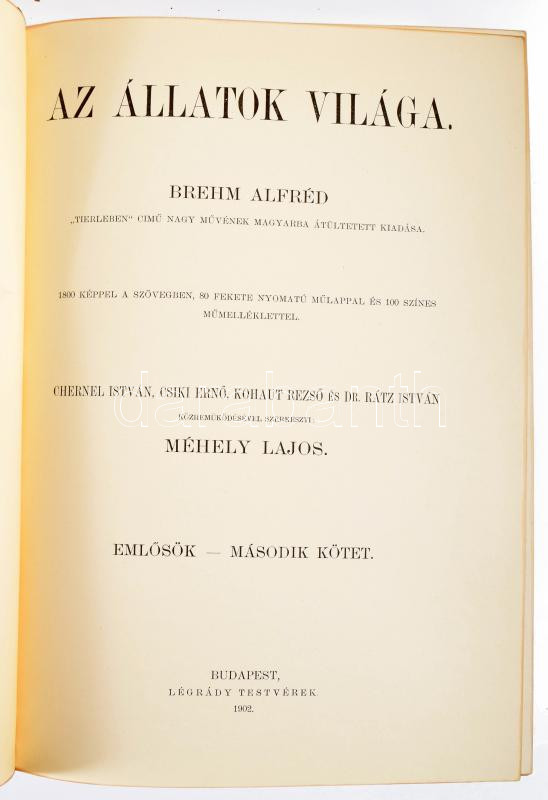 AZ ÁLLATOK VILÁGA.
BREHM ALFRÉD
„TIERLEBEN" CIMŰ NAGY MŰVÉNEK MAGYARBA ÁTÜLTETETT KIADÁSA.
1800 KÉPPEL A SZÖVEGBEN, 80 FEKETE NYOMATÚ MŰLAPPAL ÉS 100 SZÍNES
MŰMELLÉKLETTEL.
CHERNEL ISTVÁN, CSIKI ERNŐ, KOHAUT REZSŐ ÉS DR. RÁTZ ISTVÁN
KÖZREMŰKÖDÉSÉVEL SZERKESZTI:
darabanth
MÉHELY LAJOS.
EMLŐSÖK — MÁSODIK KÖTET.
BUDAPEST,
LÉGRÁDY TESTVÉREK
1902.